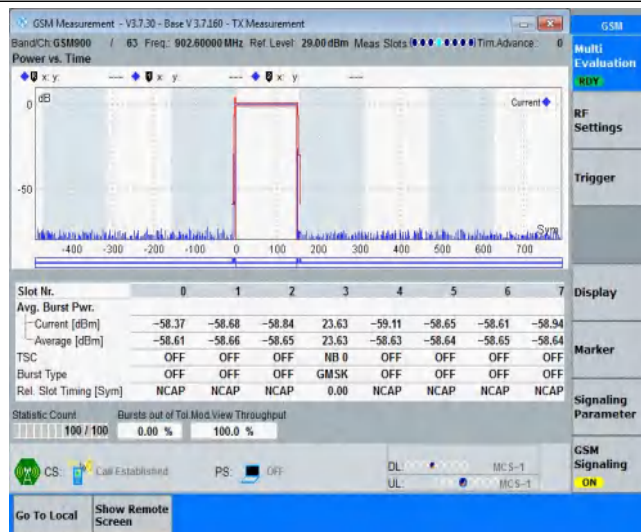 GSM Measurement - V3.7.30 - Base V 3.7.160 - TX Measurement
GSM
Band/Ch: GSM900 / 63 Freq.: 902.60000 MHz Ref. Level: 29.00 dBm Meas Slots Tim.Advance: 0
Power vs. Time
Multi Evaluation
RDY
x: y: --- x: y: --- x: y: ---
dB
Current
0
-50
Sym
-400 -300 -200 -100 0 100 200 300 400 500 600 700
RF Settings
Trigger
Slot Nr. 0 1 2 3 4 5 6 7
Avg. Burst Pwr.
Current [dBm] -58.37 -58.68 -58.84 23.63 -59.11 -58.65 -58.61 -58.94
Average [dBm] -58.61 -58.66 -58.65 23.63 -58.63 -58.64 -58.65 -58.64
TSC OFF OFF OFF NB 0 OFF OFF OFF OFF
Burst Type OFF OFF OFF GMSK OFF OFF OFF OFF
Rel. Slot Timing [Sym] NCAP NCAP NCAP 0.00 NCAP NCAP NCAP NCAP
Display
Marker
Signaling Parameter
Statistic Count Bursts out of Tol. Mod.View Throughput
100 / 100 0.00 % 100.0 %
CS: Call Established PS: OFF DL: MCS-1
UL: MCS-1
GSM Signaling
ON
Go To Local
Show Remote Screen